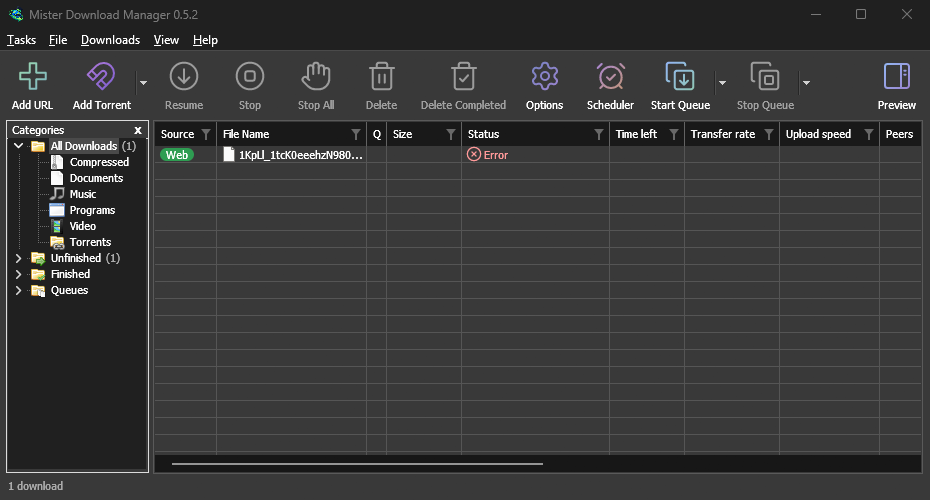 Mister Download Manager 0.5.2
Tasks File Downloads View Help
Add URL Add Torrent Resume Stop Stop All Delete Delete Completed Options Scheduler Start Queue Stop Queue Preview
Categories x
Source File Name Q Size Status Time left Transfer rate Upload speed Peers
All Downloads (1)
Web 1KpLl_1tcK0eeehzN980... Error
Compressed
Documents
Music
Programs
Video
Torrents
Unfinished (1)
Finished
Queues
1 download